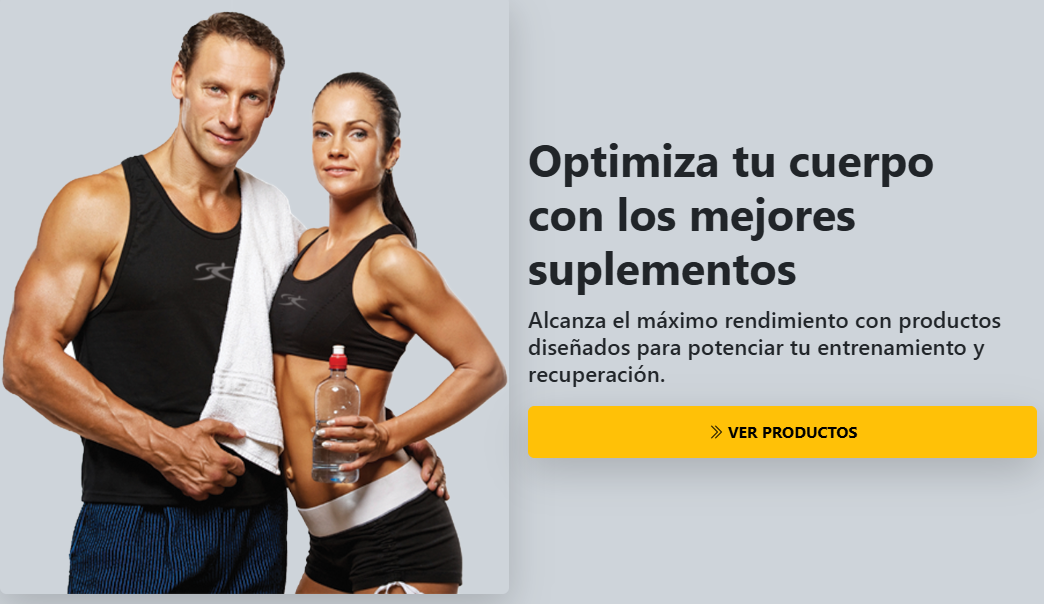 Optimiza tu cuerpo
con los mejores
suplementos
Alcanza el máximo rendimiento con productos
diseñados para potenciar tu entrenamiento y
recuperación.
VER PRODUCTOS